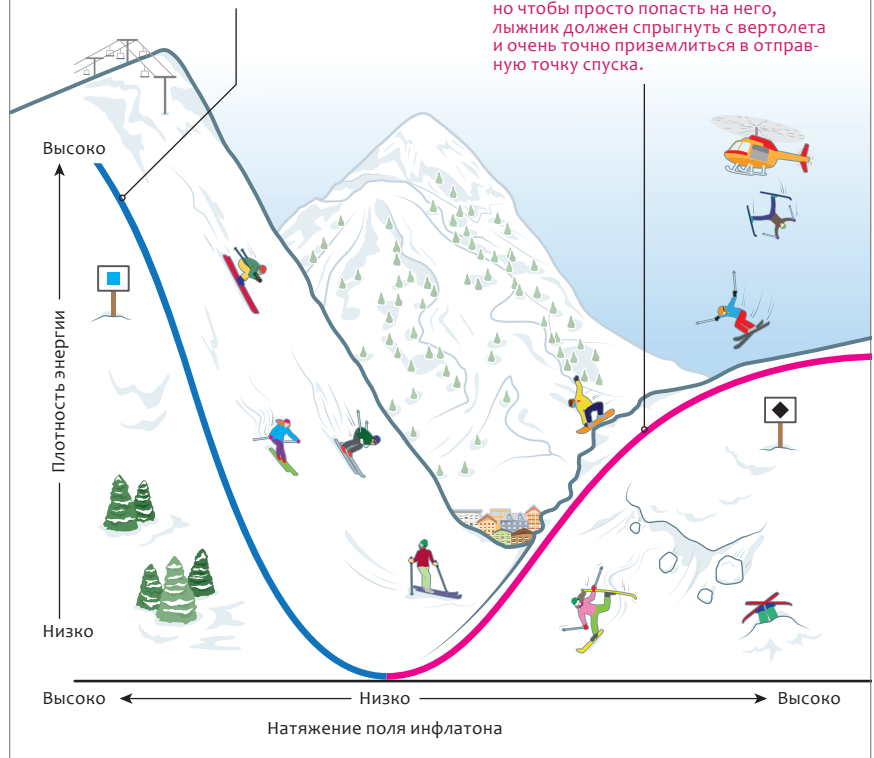 но чтобы просто попасть на него,
лыжник должен спрыгнуть с вертолета
и очень точно приземлиться в отправ-
ную точку спуска.
Высоко
Плотность энергии
Низко
Высоко
Низко
Высоко
Натяжение поля инфлатона